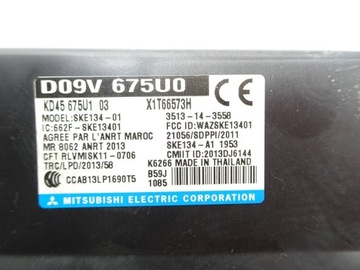 D09V 675U0
KD45 675U1 03 X1T66573H
MODEL:SKE134-01 3513-14-3558
IC:662F-SKE13401 FCC ID:WAZSKE13401
AGREE PAR L'ANRT MAROC 21056/SDPPI/2011
MR 8062 ANRT 2013 SKE134-A1 1953
CFT RLVMISK11-0706 CMIIT ID:2013DJ6144
TRC/LPD/2013/58 K6266 MADE IN THAILAND
CCAB13LP1690T5 B59J
1085
MITSUBISHI ELECTRIC CORPORATION